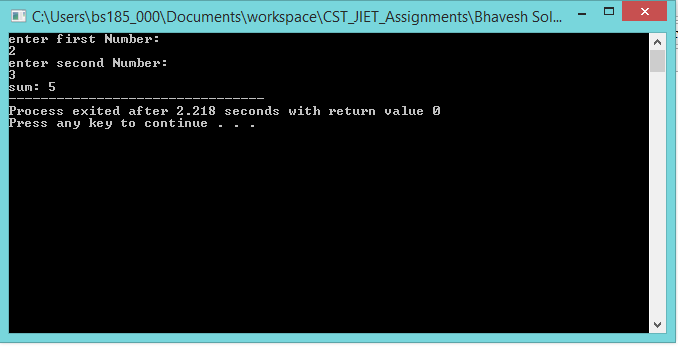 C:\Users\bs185_000\Documents\workspace\CST_JIET_Assignments\Bhavesh Sol...
enter first Number:
2
enter second Number:
3
sum: 5
--------------------------------
Process exited after 2.218 seconds with return value 0
Press any key to continue . . .